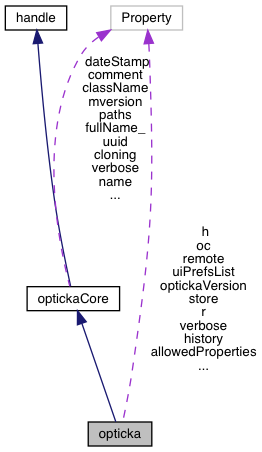 handle
Property
dateStamp
comment
className
mversion
paths
fullName_
uuid
cloning
verbose
name
...
h
oc
remote
uiPrefsList
optickaVersion
store
r
verbose
history
allowedProperties
...
optickaCore
opticka